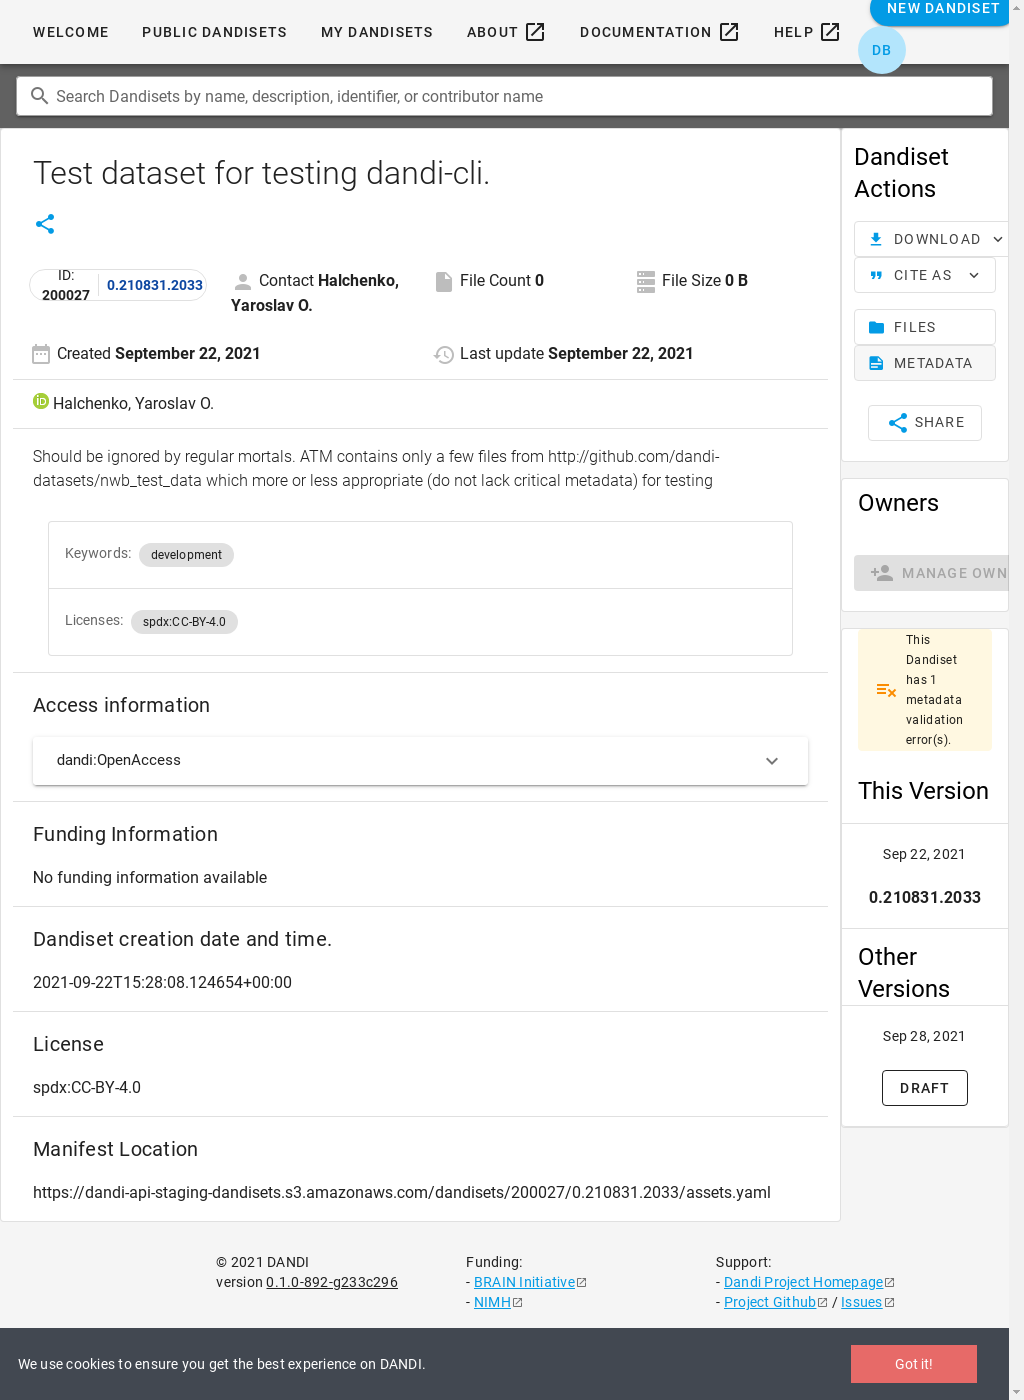 WELCOME PUBLIC DANDISETS MY DANDISETS ABOUT DOCUMENTATION HELP NEW DANDISET
DB
Search Dandisets by name, description, identifier, or contributor name
Test dataset for testing dandi-cli.
ID: 200027 0.210831.2033
Contact Halchenko, Yaroslav O.
File Count 0
File Size 0 B
Created September 22, 2021
Last update September 22, 2021
iD Halchenko, Yaroslav O.
Should be ignored by regular mortals. ATM contains only a few files from http://github.com/dandi-
datasets/nwb_test_data which more or less appropriate (do not lack critical metadata) for testing
Keywords: development
Licenses: spdx:CC-BY-4.0
Access information
dandi:OpenAccess
Funding Information
No funding information available
Dandiset creation date and time.
2021-09-22T15:28:08.124654+00:00
License
spdx:CC-BY-4.0
Manifest Location
https://dandi-api-staging-dandisets.s3.amazonaws.com/dandisets/200027/0.210831.2033/assets.yaml
Dandiset
Actions
DOWNLOAD
CITE AS
FILES
METADATA
SHARE
Owners
MANAGE OWN
This
Dandiset
has 1
metadata
validation
error(s).
This Version
Sep 22, 2021
0.210831.2033
Other
Versions
Sep 28, 2021
DRAFT
© 2021 DANDI
version 0.1.0-892-g233c296
Funding:
- BRAIN Initiative
- NIMH
Support:
- Dandi Project Homepage
- Project Github / Issues
We use cookies to ensure you get the best experience on DANDI.
Got it!